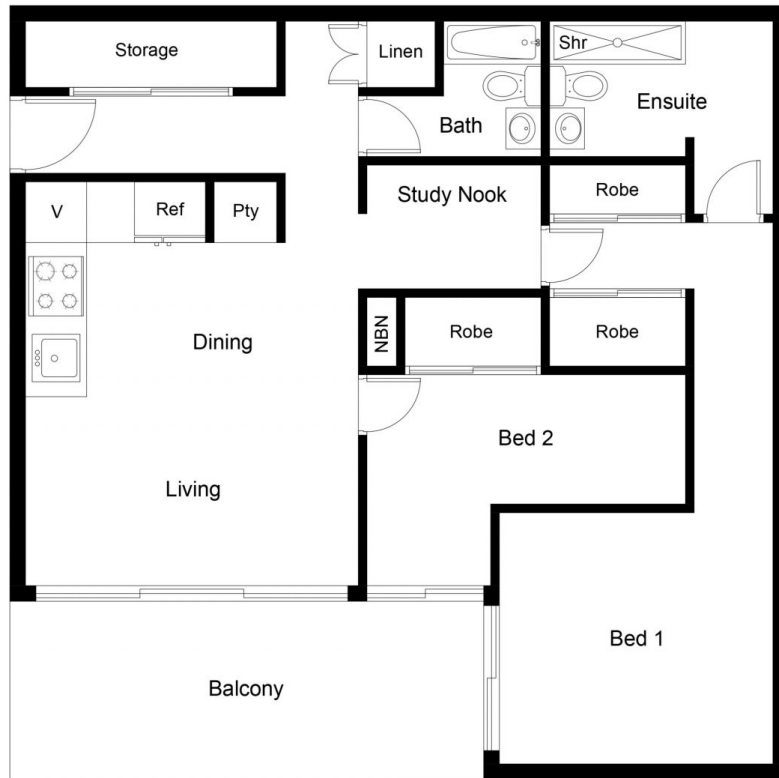 Storage
Linen
Shr
Bath
Ensuite
V
Ref
Pty
Study Nook
Robe
Dining
NBN
Robe
Robe
Bed 2
Living
Bed 1
Balcony